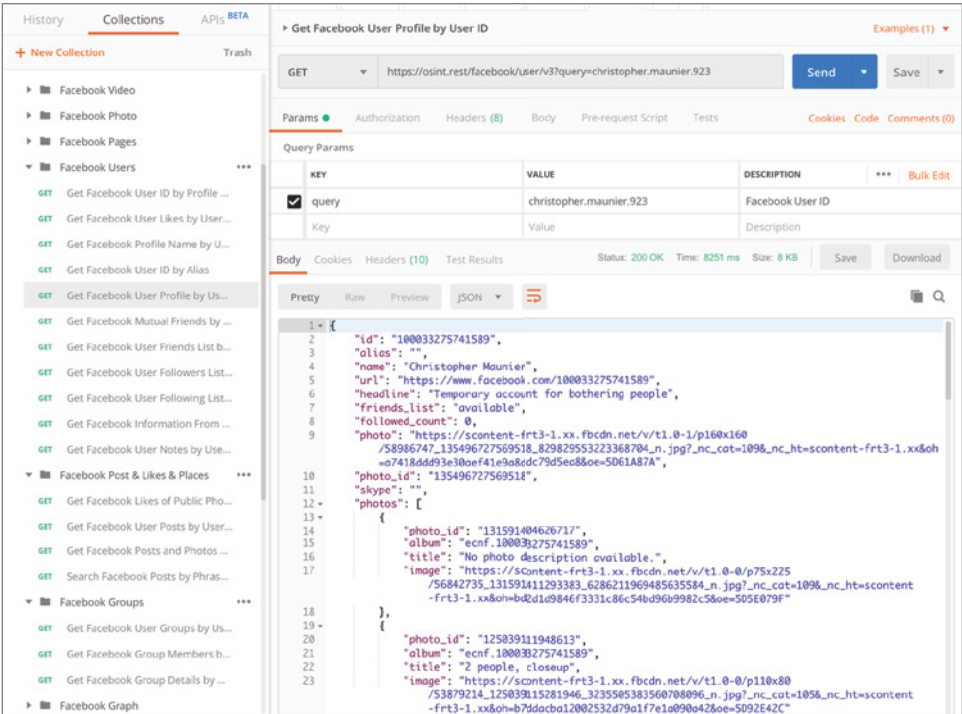 History Collections APIs BETA
+ New Collection Trash
Facebook Video
Facebook Photo
Facebook Pages
Facebook Users
GET Get Facebook User ID by Profile ...
GET Get Facebook User Likes by User...
GET Get Facebook Profile Name by U...
GET Get Facebook User ID by Alias
GET Get Facebook User Profile by Us...
GET Get Facebook Mutual Friends by ...
GET Get Facebook User Friends List b...
GET Get Facebook User Followers List...
GET Get Facebook User Following List...
GET Get Facebook Information From ...
GET Get Facebook User Notes by Use...
Facebook Post & Likes & Places
GET Get Facebook Likes of Public Pho...
GET Get Facebook User Posts by User...
GET Get Facebook Posts and Photos ...
GET Search Facebook Posts by Phras...
Facebook Groups
GET Get Facebook User Groups by Us...
GET Get Facebook Group Members b...
GET Get Facebook Group Details by ...
Facebook Graph
Get Facebook User Profile by User ID Examples (1)
GET https://osint.rest/facebook/user/v3?query=christopher.maunier.923 Send Save
Params Authorization Headers (8) Body Pre-request Script Tests Cookies Code Comments (0)
Query Params
KEY VALUE DESCRIPTION ••• Bulk Edit
query christopher.maunier.923 Facebook User ID
Key Value Description
Body Cookies Headers (10) Test Results Status: 200 OK Time: 8251 ms Size: 8 KB Save Download
Pretty Raw Preview JSON
1 {
2 "id": "100033275741589",
3 "alias": "",
4 "name": "Christopher Maunier",
5 "url": "https://www.facebook.com/100033275741589",
6 "headline": "Temporary account for bothering people",
7 "friends_list": "available",
8 "followed_count": 0,
9 "photo": "https://scontent-frt3-1.xx.fbcdn.net/v/t1.0-1/p160x160
/58986747_135496727569518_829829553223368704_n.jpg?_nc_cat=109&_nc_ht=scontent-frt3-1.xx&oh
=a7418ddd93e30aef41e9a8cdc79d5ea8&oe=5D61A87A",
10 "photo_id": "135496727569518",
11 "skype": "",
12 "photos": [
13 {
14 "photo_id": "131591404626717",
15 "album": "ecnf.100033275741589",
16 "title": "No photo description available.",
17 "image": "https://scontent-frt3-1.xx.fbcdn.net/v/t1.0-0/p75x225
/56842735_131591411293383_6286211969485635584_n.jpg?_nc_cat=109&_nc_ht=scontent
-frt3-1.xx&oh=bd2d1d9846f3331c86c54bd96b9982c5&oe=5D5E079F"
18 },
19 {
20 "photo_id": "125039111948613",
21 "album": "ecnf.100033275741589",
22 "title": "2 people, closeup",
23 "image": "https://scontent-frt3-1.xx.fbcdn.net/v/t1.0-0/p110x80
/53879214_125039115281946_3235505383560708096_n.jpg?_nc_cat=105&_nc_ht=scontent
-frt3-1.xx&oh=b7ddacba12002532d79a1f7e1a090a42&oe=5D92E42C"